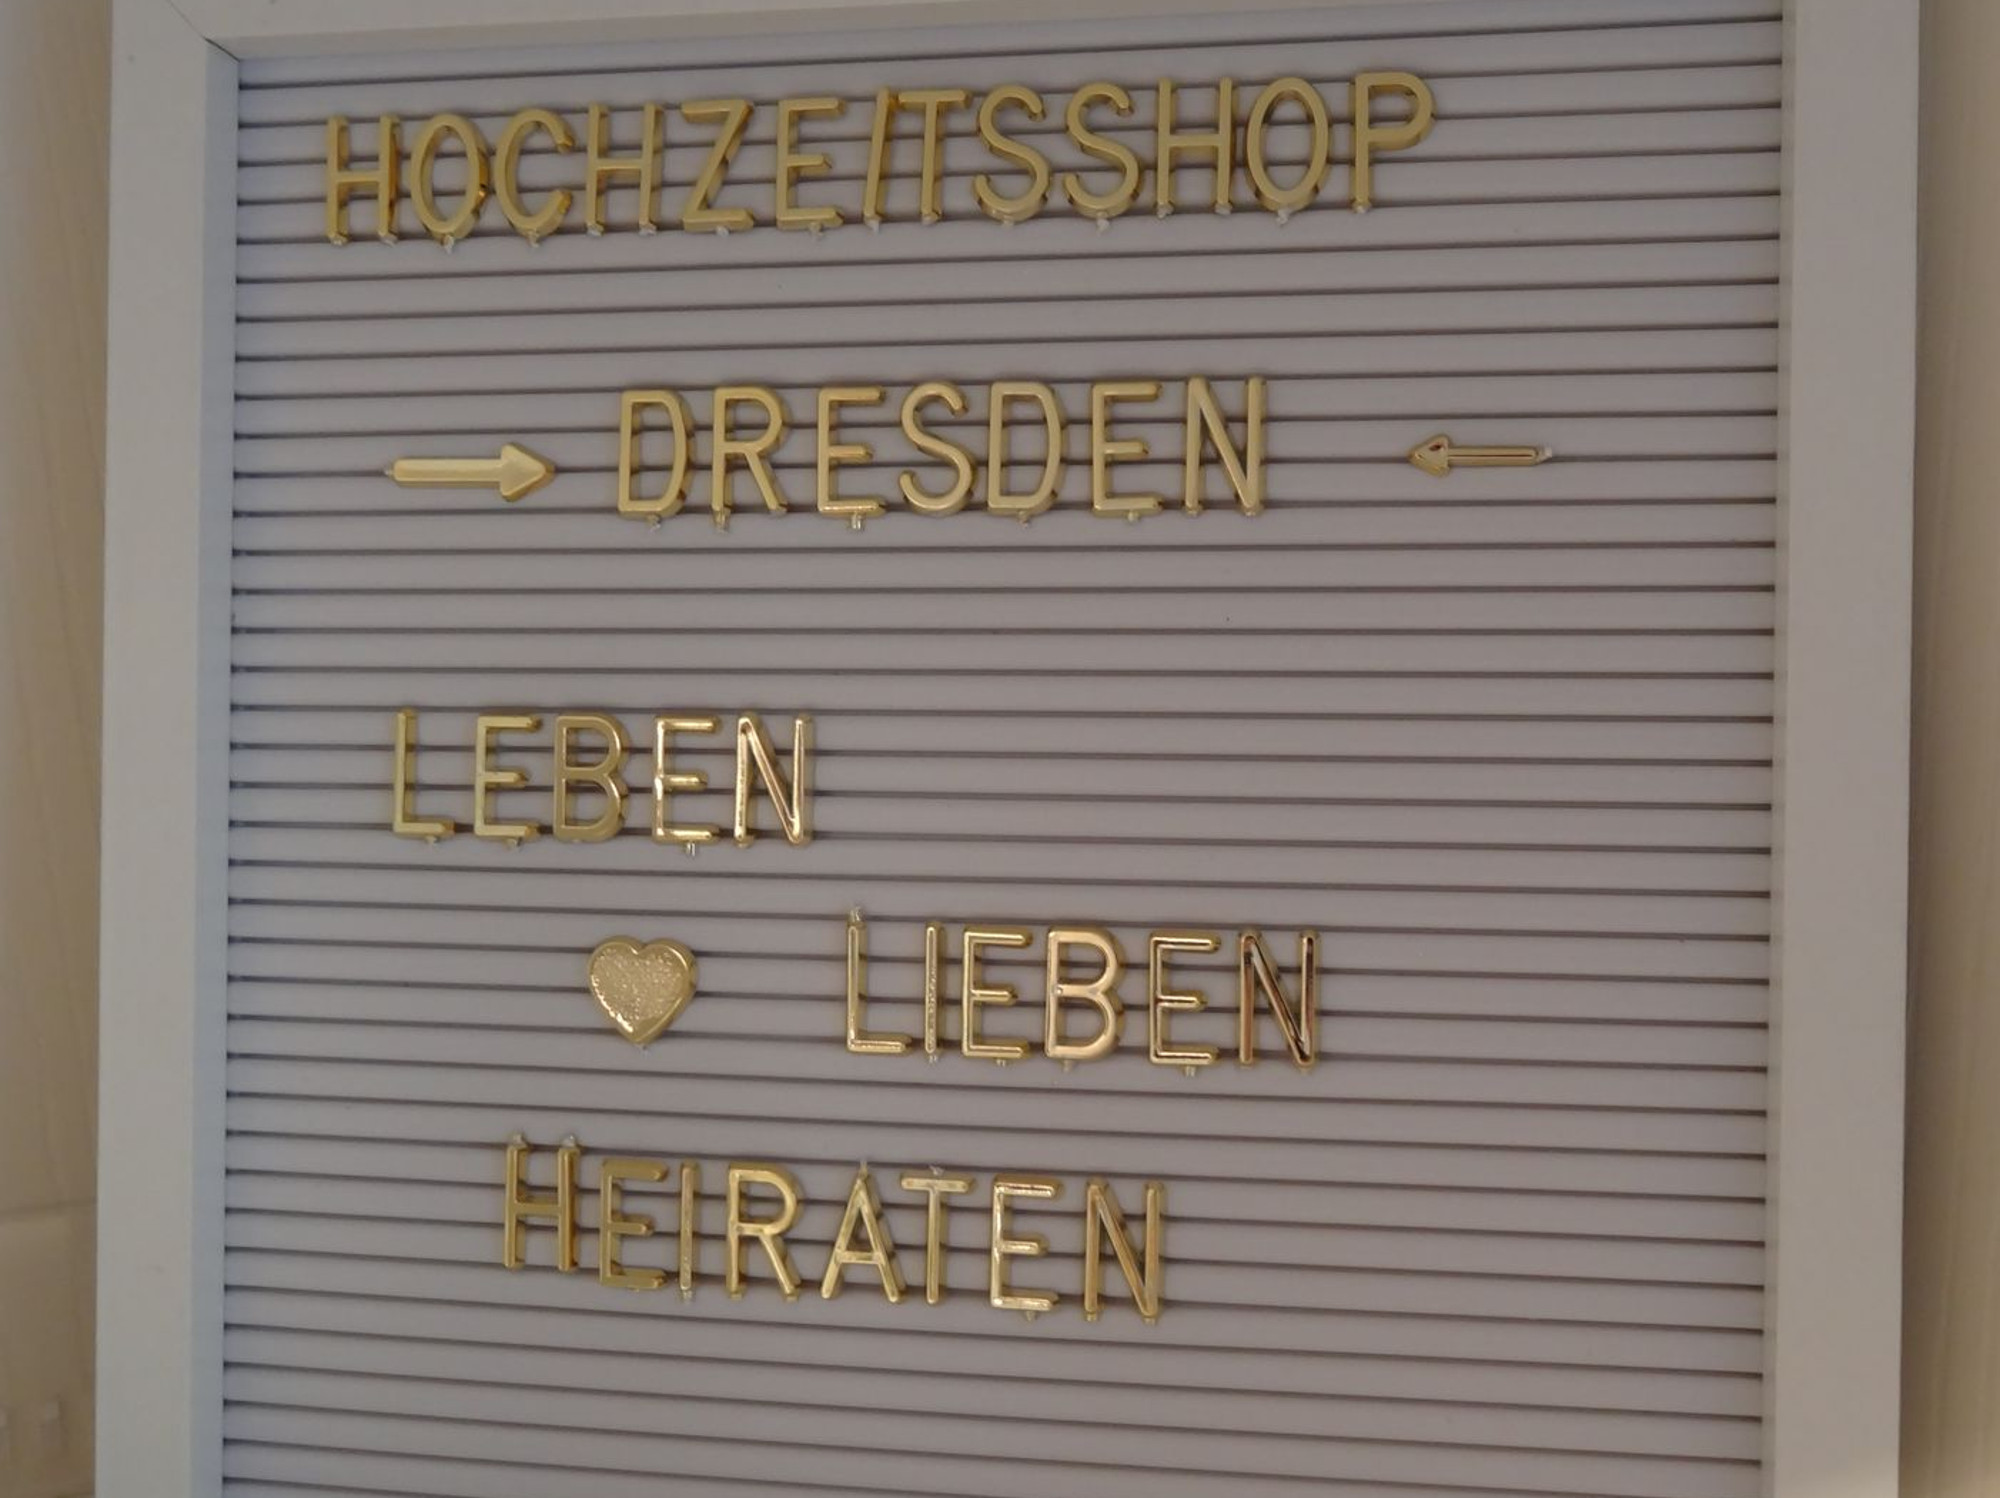 HOCHZEITSSHOP
→ DRESDEN ←
LEBEN
♥ LIEBEN
HEIRATEN